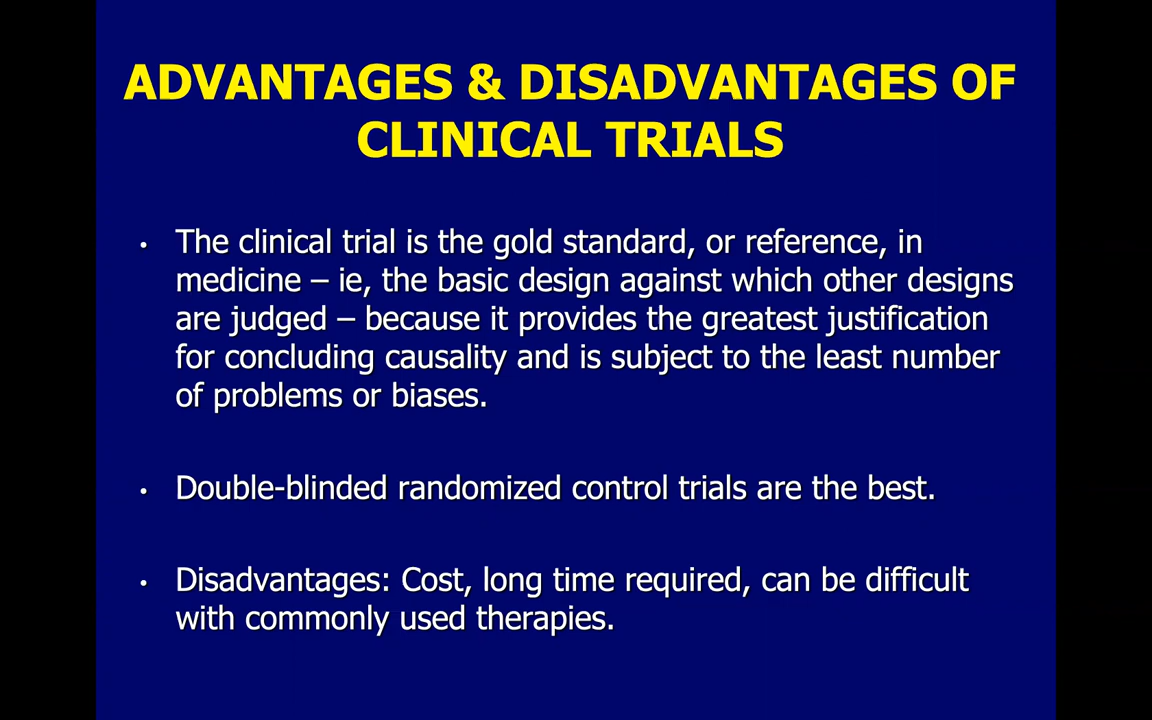 ADVANTAGES & DISADVANTAGES OF
CLINICAL TRIALS
• The clinical trial is the gold standard, or reference, in
medicine – ie, the basic design against which other designs
are judged – because it provides the greatest justification
for concluding causality and is subject to the least number
of problems or biases.
• Double-blinded randomized control trials are the best.
• Disadvantages: Cost, long time required, can be difficult
with commonly used therapies.